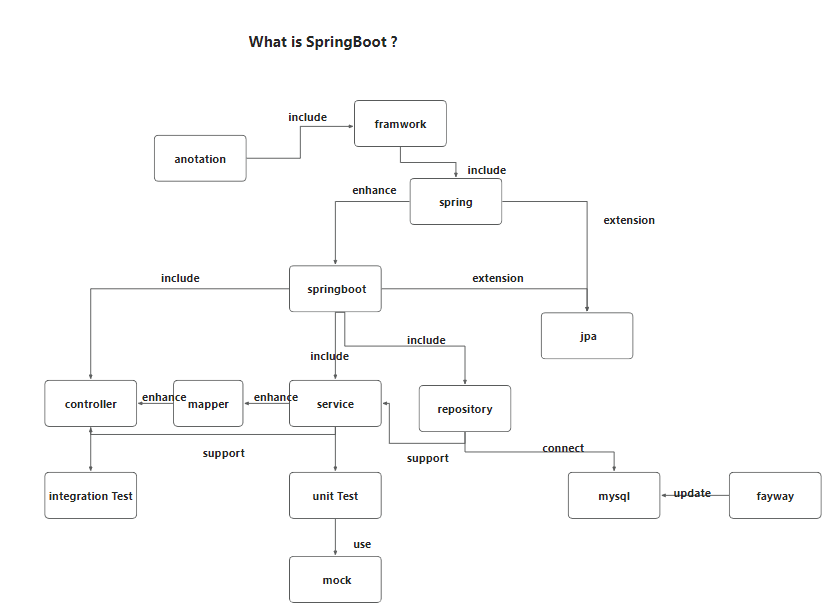 What is SpringBoot ?
include
framwork
anotation
include
enhance
spring
extension
include
springboot
extension
jpa
include
include
controller
enhance
mapper
enhance
service
repository
support
support
connect
integration Test
unit Test
mysql
update
fayway
use
mock